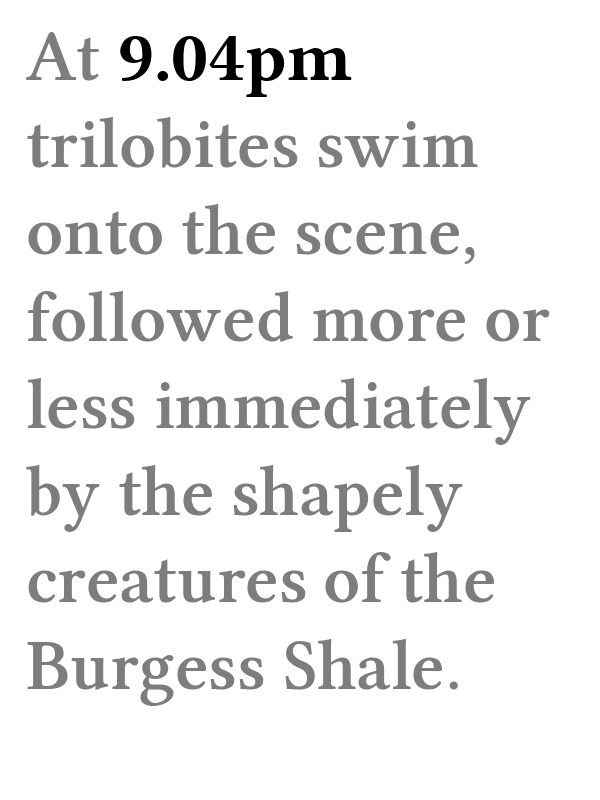 At 9.04pm
trilobites swim
onto the scene,
followed more or
less immediately
by the shapely
creatures of the
Burgess Shale.